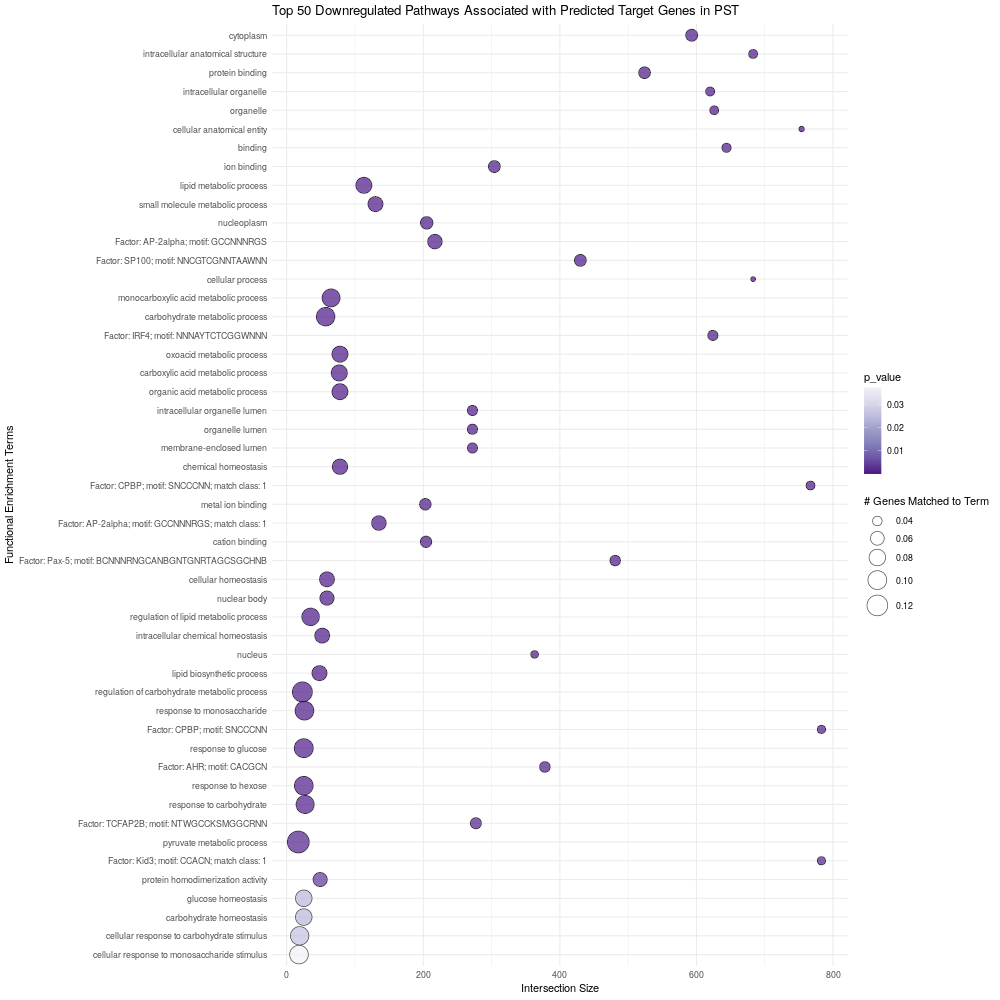 Top 50 Downregulated Pathways Associated with Predicted Target Genes in PST
Functional Enrichment Terms
cytoplasm
intracellular anatomical structure
protein binding
intracellular organelle
organelle
cellular anatomical entity
binding
ion binding
lipid metabolic process
small molecule metabolic process
nucleoplasm
Factor: AP-2alpha; motif: GCCNNNRGS
Factor: SP100; motif: NNCGTCGNNTAAWNN
cellular process
monocarboxylic acid metabolic process
carbohydrate metabolic process
Factor: IRF4; motif: NNNAYTCTCGGWNNN
oxoacid metabolic process
carboxylic acid metabolic process
organic acid metabolic process
intracellular organelle lumen
organelle lumen
membrane-enclosed lumen
chemical homeostasis
Factor: CPBP; motif: SNCCCNN; match class: 1
metal ion binding
Factor: AP-2alpha; motif: GCCNNNRGS; match class: 1
cation binding
Factor: Pax-5; motif: BCNNNRNGCANBGNTGNRTAGCSGCHNB
cellular homeostasis
nuclear body
regulation of lipid metabolic process
intracellular chemical homeostasis
nucleus
lipid biosynthetic process
regulation of carbohydrate metabolic process
response to monosaccharide
Factor: CPBP; motif: SNCCCNN
response to glucose
Factor: AHR; motif: CACGCN
response to hexose
response to carbohydrate
Factor: TCFAP2B; motif: NTWGCCKSMGGCRNN
pyruvate metabolic process
Factor: Kid3; motif: CCACN; match class: 1
protein homodimerization activity
glucose homeostasis
carbohydrate homeostasis
cellular response to carbohydrate stimulus
cellular response to monosaccharide stimulus
0 200 400 600 800
Intersection Size
p_value
0.03
0.02
0.01
# Genes Matched to Term
0.04
0.06
0.08
0.10
0.12